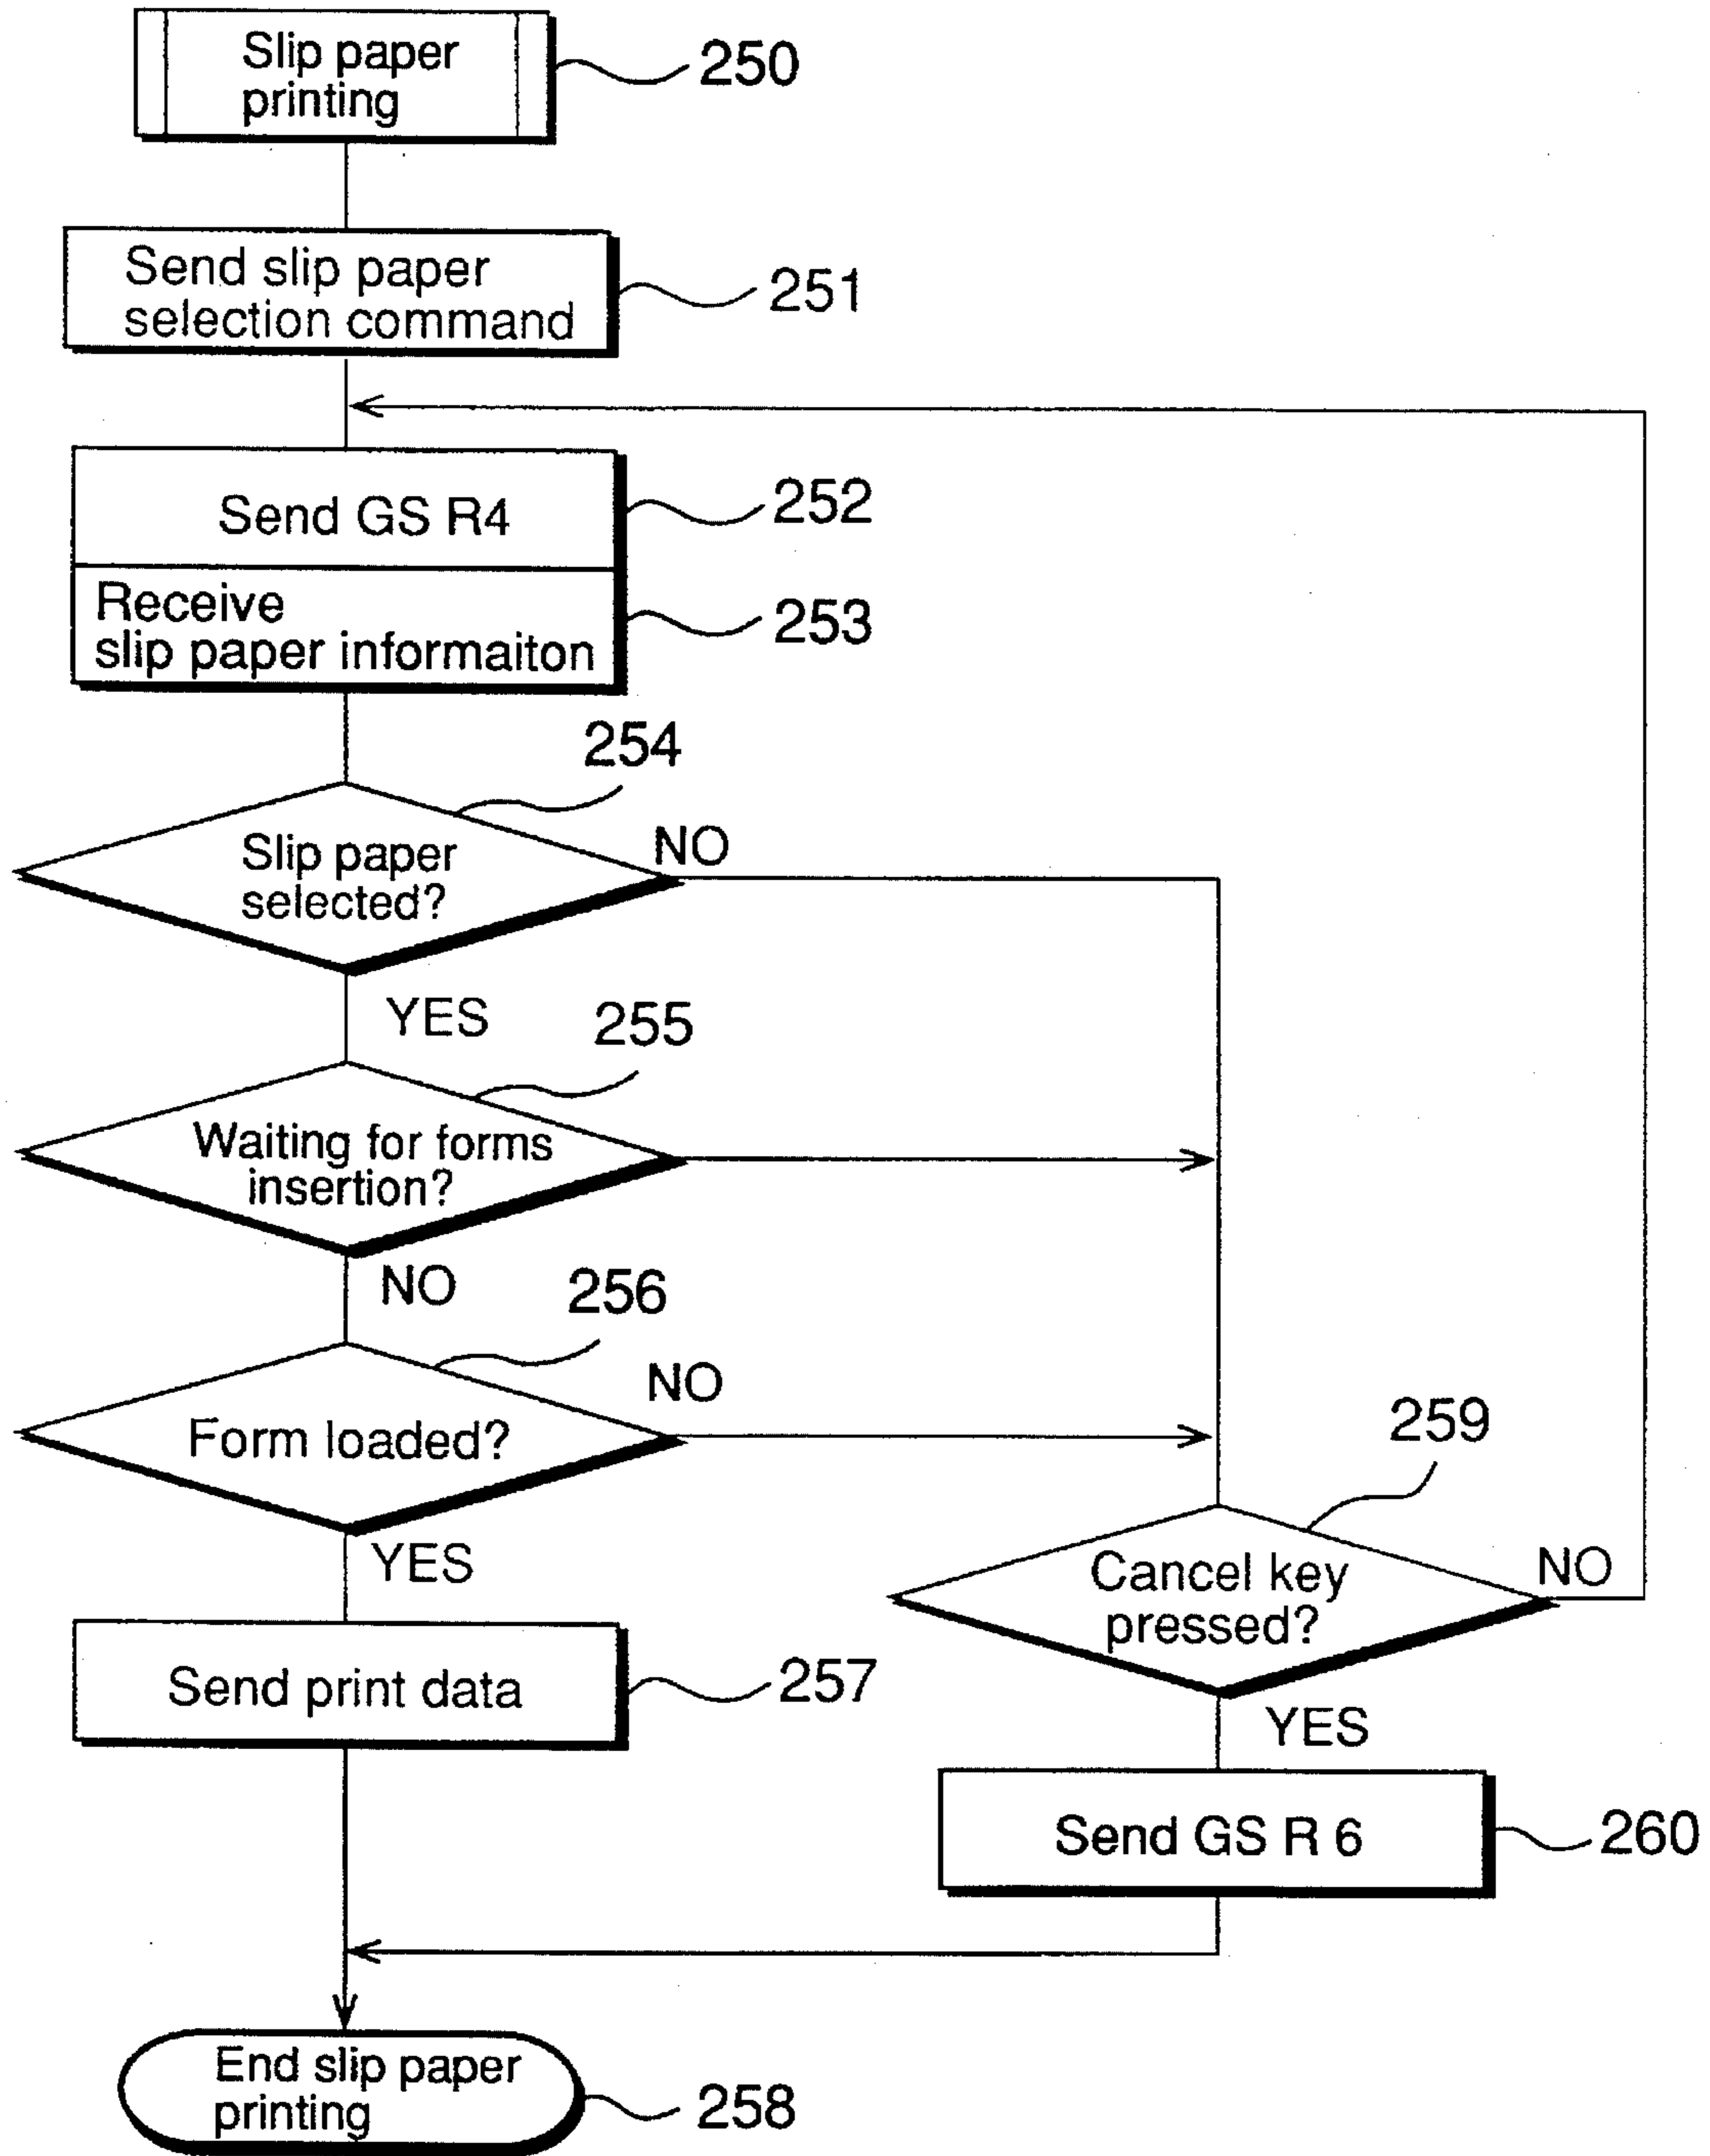 Slip paper
printing
250
Send slip paper
selection command
251
Send GS R4
252
Receive
slip paper informaiton
253
254
Slip paper
selected?
NO
YES
255
Waiting for forms
insertion?
NO
256
Form loaded?
NO
YES
259
Cancel key
pressed?
NO
YES
Send print data
257
Send GS R 6
260
End slip paper
printing
258